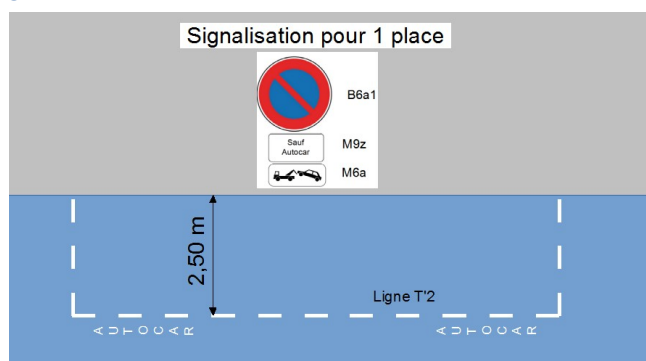 Signalisation pour 1 place
B6a1
Sauf
Autocar
M9z
M6a
2,50 m
Ligne T'2
AUTOCAR
AUTOCAR